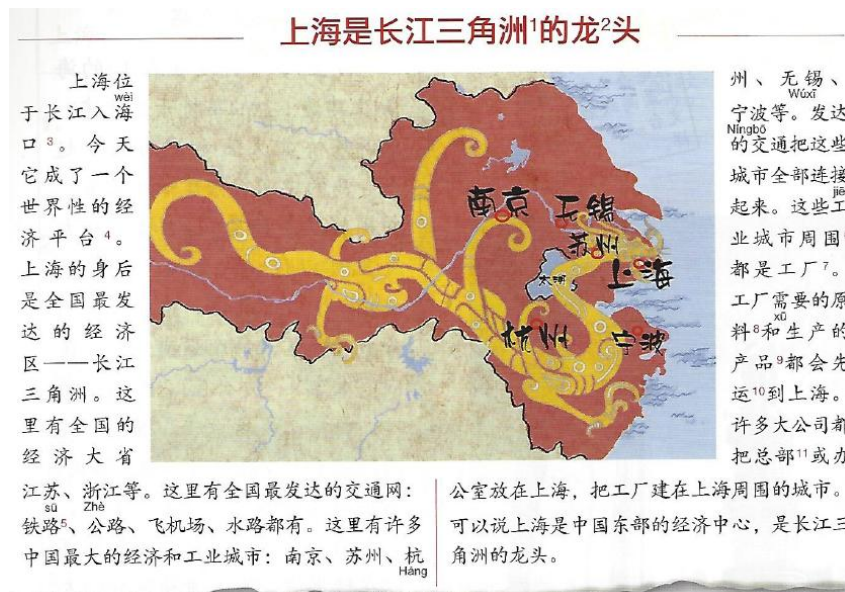 上海是长江三角洲1的龙2头
上海位
wèi
于长江入海
口3。今天
它成了一个
世界性的经
济平台4。
上海的身后
是全国最发
达的经济
区——长江
三角洲。这
里有全国的
经济大省
江苏、浙江等。这里有全国最发达的交通网:
sū Zhè
铁路5、公路、飞机场、水路都有。这里有许多
中国最大的经济和工业城市:南京、苏州、杭
Háng
南京
无锡
苏州
太湖
上海
杭州
宁波
州、无锡、
Wúxī
宁波等。发达
Níngbō
的交通把这些
城市全部连接
jiē
起来。这些工
业城市周围
都是工厂7。
工厂需要的原
xū
料8和生产的
产品9都会先
运10到上海。
许多大公司都
把总部11或办
公室放在上海,把工厂建在上海周围的城市。
可以说上海是中国东部的经济中心,是长江三
角洲的龙头。